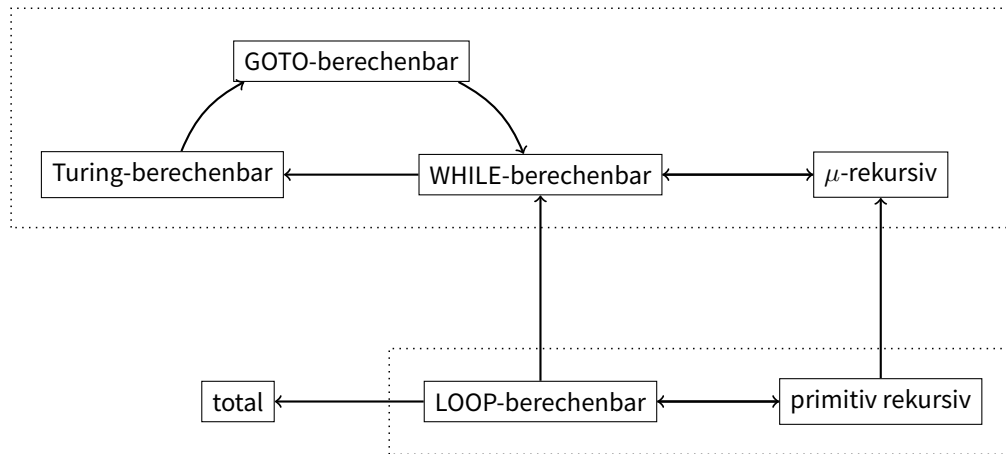 GOTO-berechenbar
Turing-berechenbar
WHILE-berechenbar
μ-rekursiv
total
LOOP-berechenbar
primitiv rekursiv